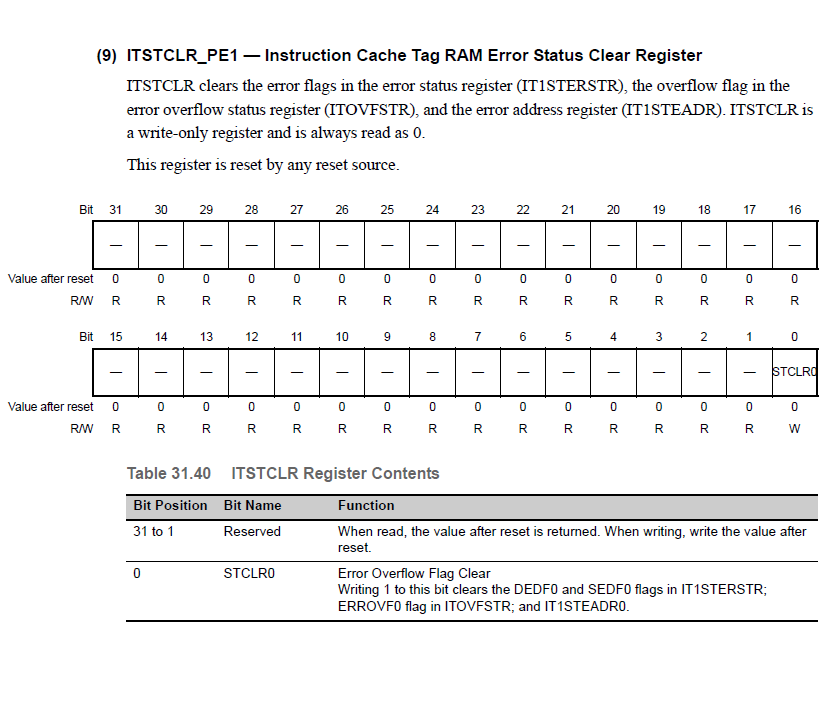 (9) ITSTCLR_PE1 — Instruction Cache Tag RAM Error Status Clear Register
ITSTCLR clears the error flags in the error status register (IT1STERSTR), the overflow flag in the
error overflow status register (ITOVFSTR), and the error address register (IT1STEADR). ITSTCLR is
a write-only register and is always read as 0.
This register is reset by any reset source.
Bit 31 30 29 28 27 26 25 24 23 22 21 20 19 18 17 16
— — — — — — — — — — — — — — — —
Value after reset 0 0 0 0 0 0 0 0 0 0 0 0 0 0 0 0
R/W R R R R R R R R R R R R R R R R
Bit 15 14 13 12 11 10 9 8 7 6 5 4 3 2 1 0
— — — — — — — — — — — — — — — STCLR0
Value after reset 0 0 0 0 0 0 0 0 0 0 0 0 0 0 0 0
R/W R R R R R R R R R R R R R R R W
Table 31.40 ITSTCLR Register Contents
Bit Position Bit Name Function
31 to 1 Reserved When read, the value after reset is returned. When writing, write the value after
reset.
0 STCLR0 Error Overflow Flag Clear
Writing 1 to this bit clears the DEDF0 and SEDF0 flags in IT1STERSTR;
ERROVF0 flag in ITOVFSTR; and IT1STEADR0.